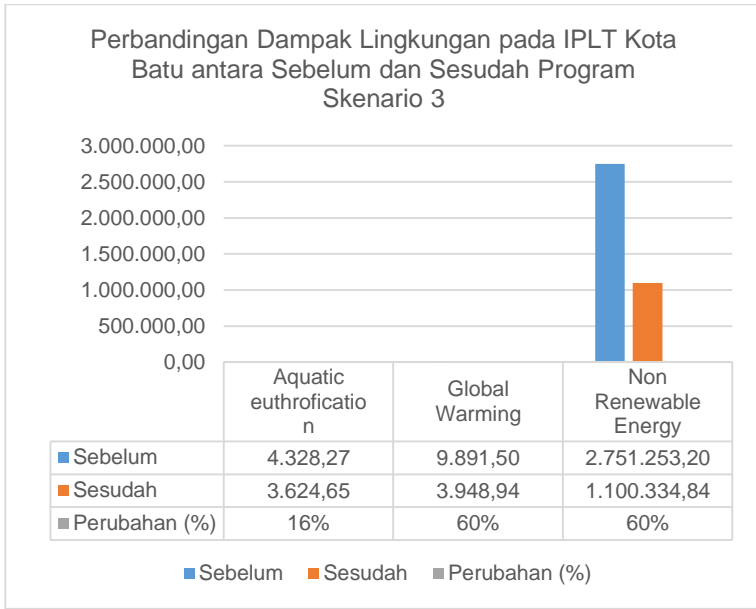 Perbandingan Dampak Lingkungan pada IPLT Kota
Batu antara Sebelum dan Sesudah Program
Skenario 3
3.000.000,00
2.500.000,00
2.000.000,00
1.500.000,00
1.000.000,00
500.000,00
0,00
Aquatic
euthroficatio
n
Global
Warming
Non
Renewable
Energy
Sebelum 4.328,27 9.891,50 2.751.253,20
Sesudah 3.624,65 3.948,94 1.100.334,84
Perubahan (%) 16% 60% 60%
Sebelum Sesudah Perubahan (%)